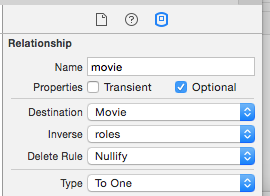 Relationship
Name movie
Properties Transient Optional
Destination Movie
Inverse roles
Delete Rule Nullify
Type To One